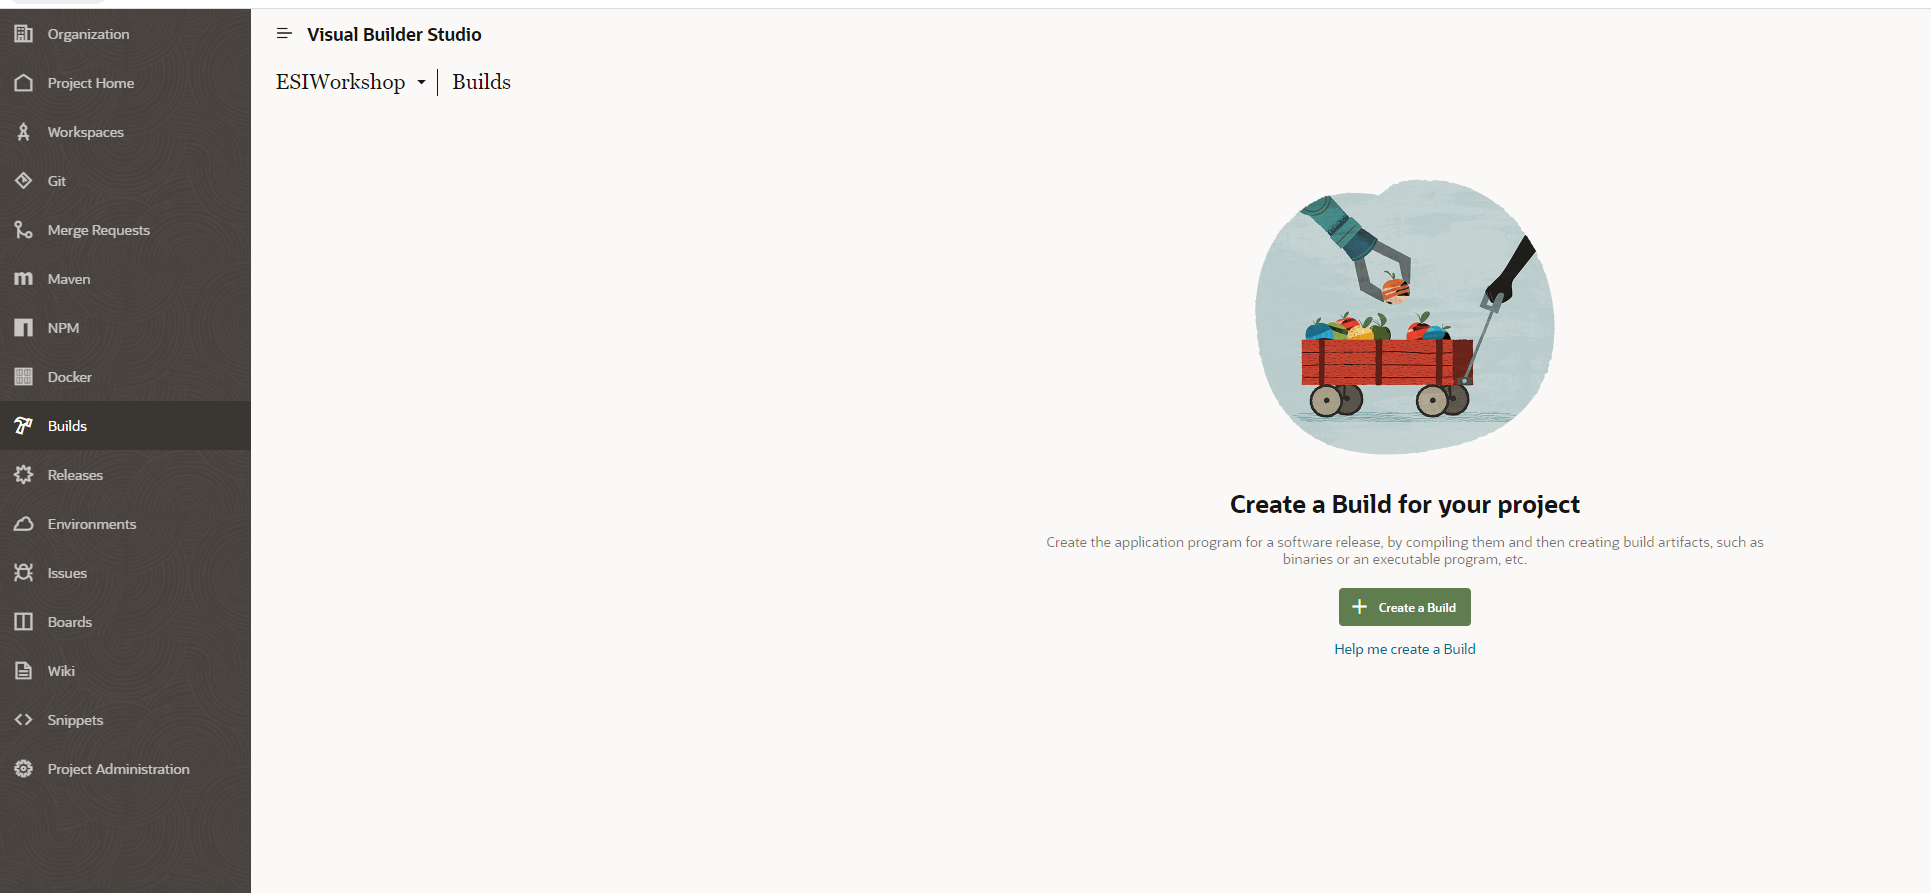 Organization
Project Home
Workspaces
Git
Merge Requests
Maven
NPM
Docker
Builds
Releases
Environments
Issues
Boards
Wiki
Snippets
Project Administration
Visual Builder Studio
ESIWorkshop | Builds
Create a Build for your project
Create the application program for a software release, by compiling them and then creating build artifacts, such as
binaries or an executable program, etc.
Create a Build
Help me create a Build